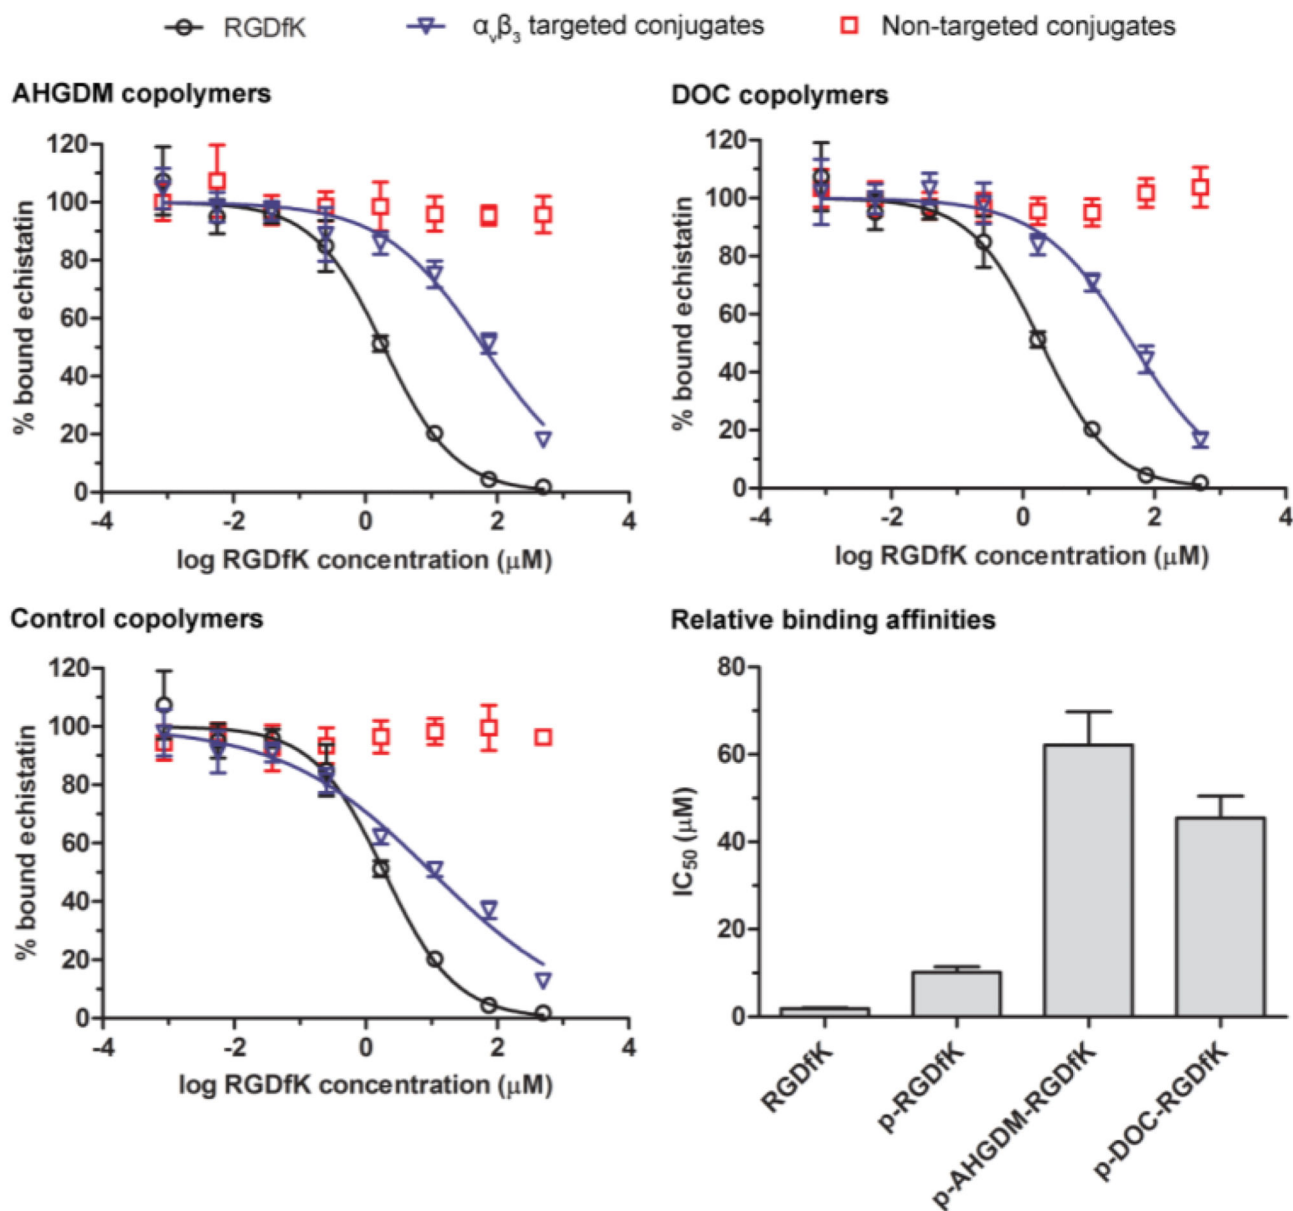 RGDfK
αvβ3 targeted conjugates
Non-targeted conjugates
AHGDM copolymers
120
100
80
60
40
20
0
% bound echistatin
-4
-2
0
2
4
log RGDfK concentration (μM)
DOC copolymers
120
100
80
60
40
20
0
% bound echistatin
-4
-2
0
2
4
log RGDfK concentration (μM)
Control copolymers
120
100
80
60
40
20
0
% bound echistatin
-4
-2
0
2
4
log RGDfK concentration (μM)
Relative binding affinities
80
60
40
20
0
IC50 (μM)
RGDfK
p-RGDfK
p-AHGDM-RGDfK
p-DOC-RGDfK